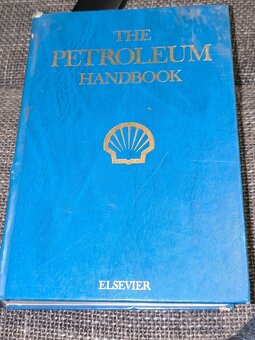 THE
PETROLEUM
HANDBOOK
ELSEVIER